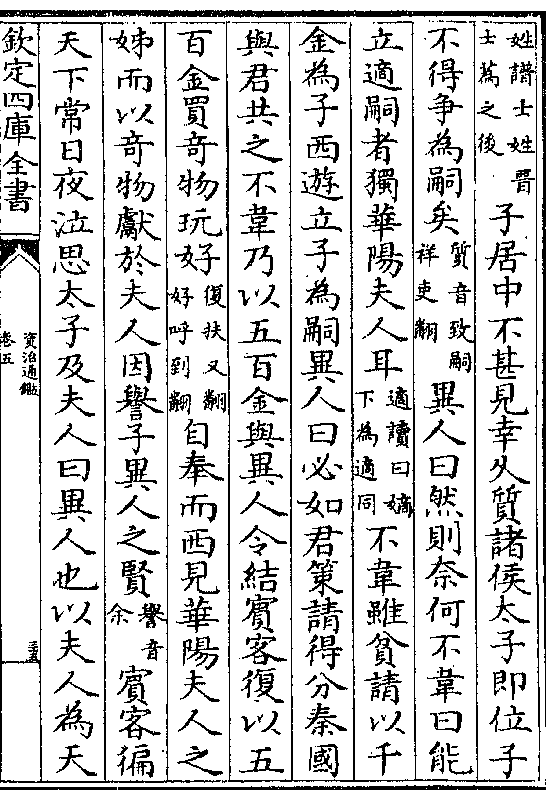 姓譜士姓晉士蒍之後子居中不甚見幸久質諸侯太子即位子
不得爭為嗣矣質音致嗣祥吏翻異人曰然則奈何不韋曰能
立適嗣者獨華陽夫人耳適讀曰嫡下為適同不韋雖貧請以千
金為子西遊立子為嗣異人曰必如君策請得分秦國
與君共之不韋乃以五百金與異人令結賓客復以五
百金買竒物玩好復扶又翻好呼到翻自奉而西見華陽夫人之
姊而以竒物獻於夫人因譽子異人之賢譽音余賓客徧
天下常日夜泣思太子及夫人曰異人也以夫人為天
欽定四庫全書
資治通鑑
卷五
三五